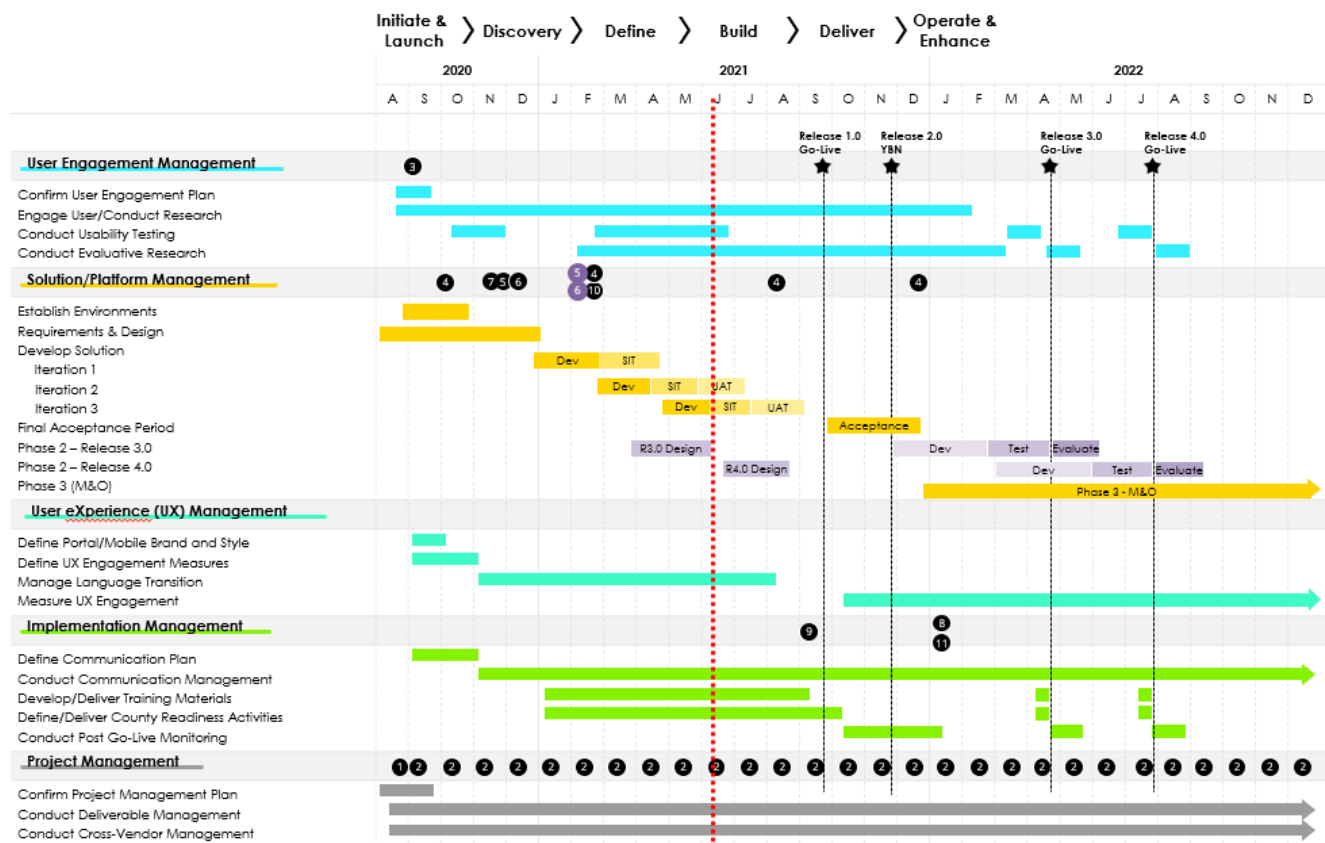 Initiate & Launch > Discovery > Define > Build > Deliver > Operate & Enhance
2020 2021 2022
A S O N D J F M A M J J A S O N D J F M A M J J A S O N D
Release 1.0 Go-Live
Release 2.0 YBN
Release 3.0 Go-Live
Release 4.0 Go-Live
User Engagement Management 3
Confirm User Engagement Plan
Engage User/Conduct Research
Conduct Usability Testing
Conduct Evaluative Research
Solution/Platform Management 4 7 5 6 5 4 6 10 4 4
Establish Environments
Requirements & Design
Develop Solution
Iteration 1 Dev SIT
Iteration 2 Dev SIT UAT
Iteration 3 Dev SIT UAT
Final Acceptance Period Acceptance
Phase 2 – Release 3.0 R3.0 Design Dev Test Evaluate
Phase 2 – Release 4.0 R4.0 Design Dev Test Evaluate
Phase 3 (M&O) Phase 3 - M&O
User eXperience (UX) Management
Define Portal/Mobile Brand and Style
Define UX Engagement Measures
Manage Language Transition
Measure UX Engagement
Implementation Management 9 8 11
Define Communication Plan
Conduct Communication Management
Develop/Deliver Training Materials
Define/Deliver County Readiness Activities
Conduct Post Go-Live Monitoring
Project Management 1 2 2 2 2 2 2 2 2 2 2 2 2 2 2 2 2 2 2 2 2 2 2 2 2 2 2 2 2
Confirm Project Management Plan
Conduct Deliverable Management
Conduct Cross-Vendor Management